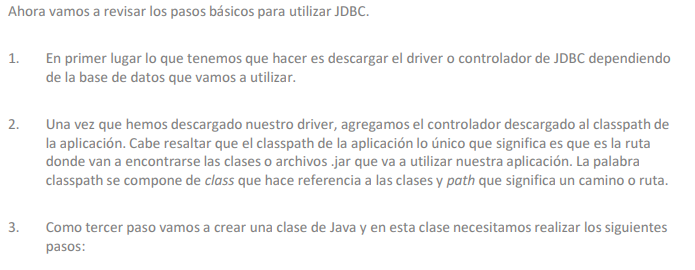 Ahora vamos a revisar los pasos básicos para utilizar JDBC.
1. En primer lugar lo que tenemos que hacer es descargar el driver o controlador de JDBC dependiendo
de la base de datos que vamos a utilizar.
2. Una vez que hemos descargado nuestro driver, agregamos el controlador descargado al classpath de
la aplicación. Cabe resaltar que el classpath de la aplicación lo único que significa es que es la ruta
donde van a encontrarse las clases o archivos .jar que va a utilizar nuestra aplicación. La palabra
classpath se compone de class que hace referencia a las clases y path que significa un camino o ruta.
3. Como tercer paso vamos a crear una clase de Java y en esta clase necesitamos realizar los siguientes
pasos: